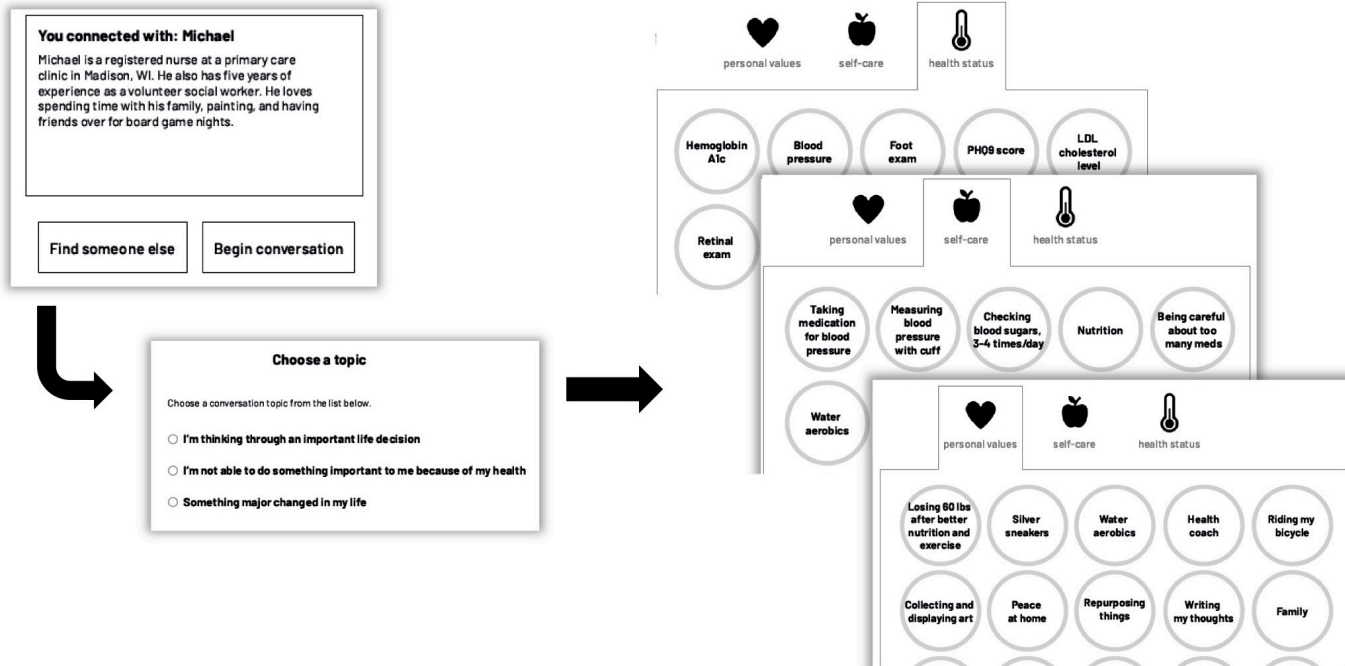 You connected with: Michael
Michael is a registered nurse at a primary care
clinic in Madison, WI. He also has five years of
experience as a volunteer social worker. He loves
spending time with his family, painting, and having
friends over for board game nights.
Find someone else
Begin conversation
Choose a topic
Choose a conversation topic from the list below.
I'm thinking through an important life decision
I'm not able to do something important to me because of my health
Something major changed in my life
personal values
self-care
health status
Hemoglobin
A1c
Blood
pressure
Foot
exam
PHQ9 score
LDL
cholesterol
level
Retinal
exam
personal values
self-care
health status
Taking
medication
for blood
pressure
Measuring
blood
pressure
with cuff
Checking
blood sugars,
3-4 times/day
Nutrition
Being careful
about too
many meds
Water
aerobics
personal values
self-care
health status
Losing 60 lbs
after better
nutrition and
exercise
Silver
sneakers
Water
aerobics
Health
coach
Riding my
bicycle
Collecting and
displaying art
Peace
at home
Repurposing
things
Writing
my thoughts
Family